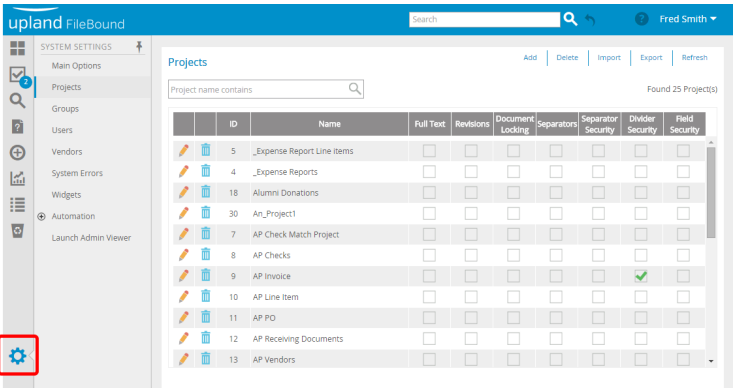 upland FileBound
Search
? Fred Smith
2
?
SYSTEM SETTINGS
Main Options
Projects
Groups
Users
Vendors
System Errors
Widgets
Automation
Launch Admin Viewer
Projects
Add Delete Import Export Refresh
Project name contains
Found 25 Project(s)
ID Name Full Text Revisions Document Locking Separators Separator Security Divider Security Field Security
5 _Expense Report Line items
4 _Expense Reports
18 Alumni Donations
30 An_Project1
7 AP Check Match Project
8 AP Checks
9 AP Invoice
10 AP Line Item
11 AP PO
12 AP Receiving Documents
13 AP Vendors